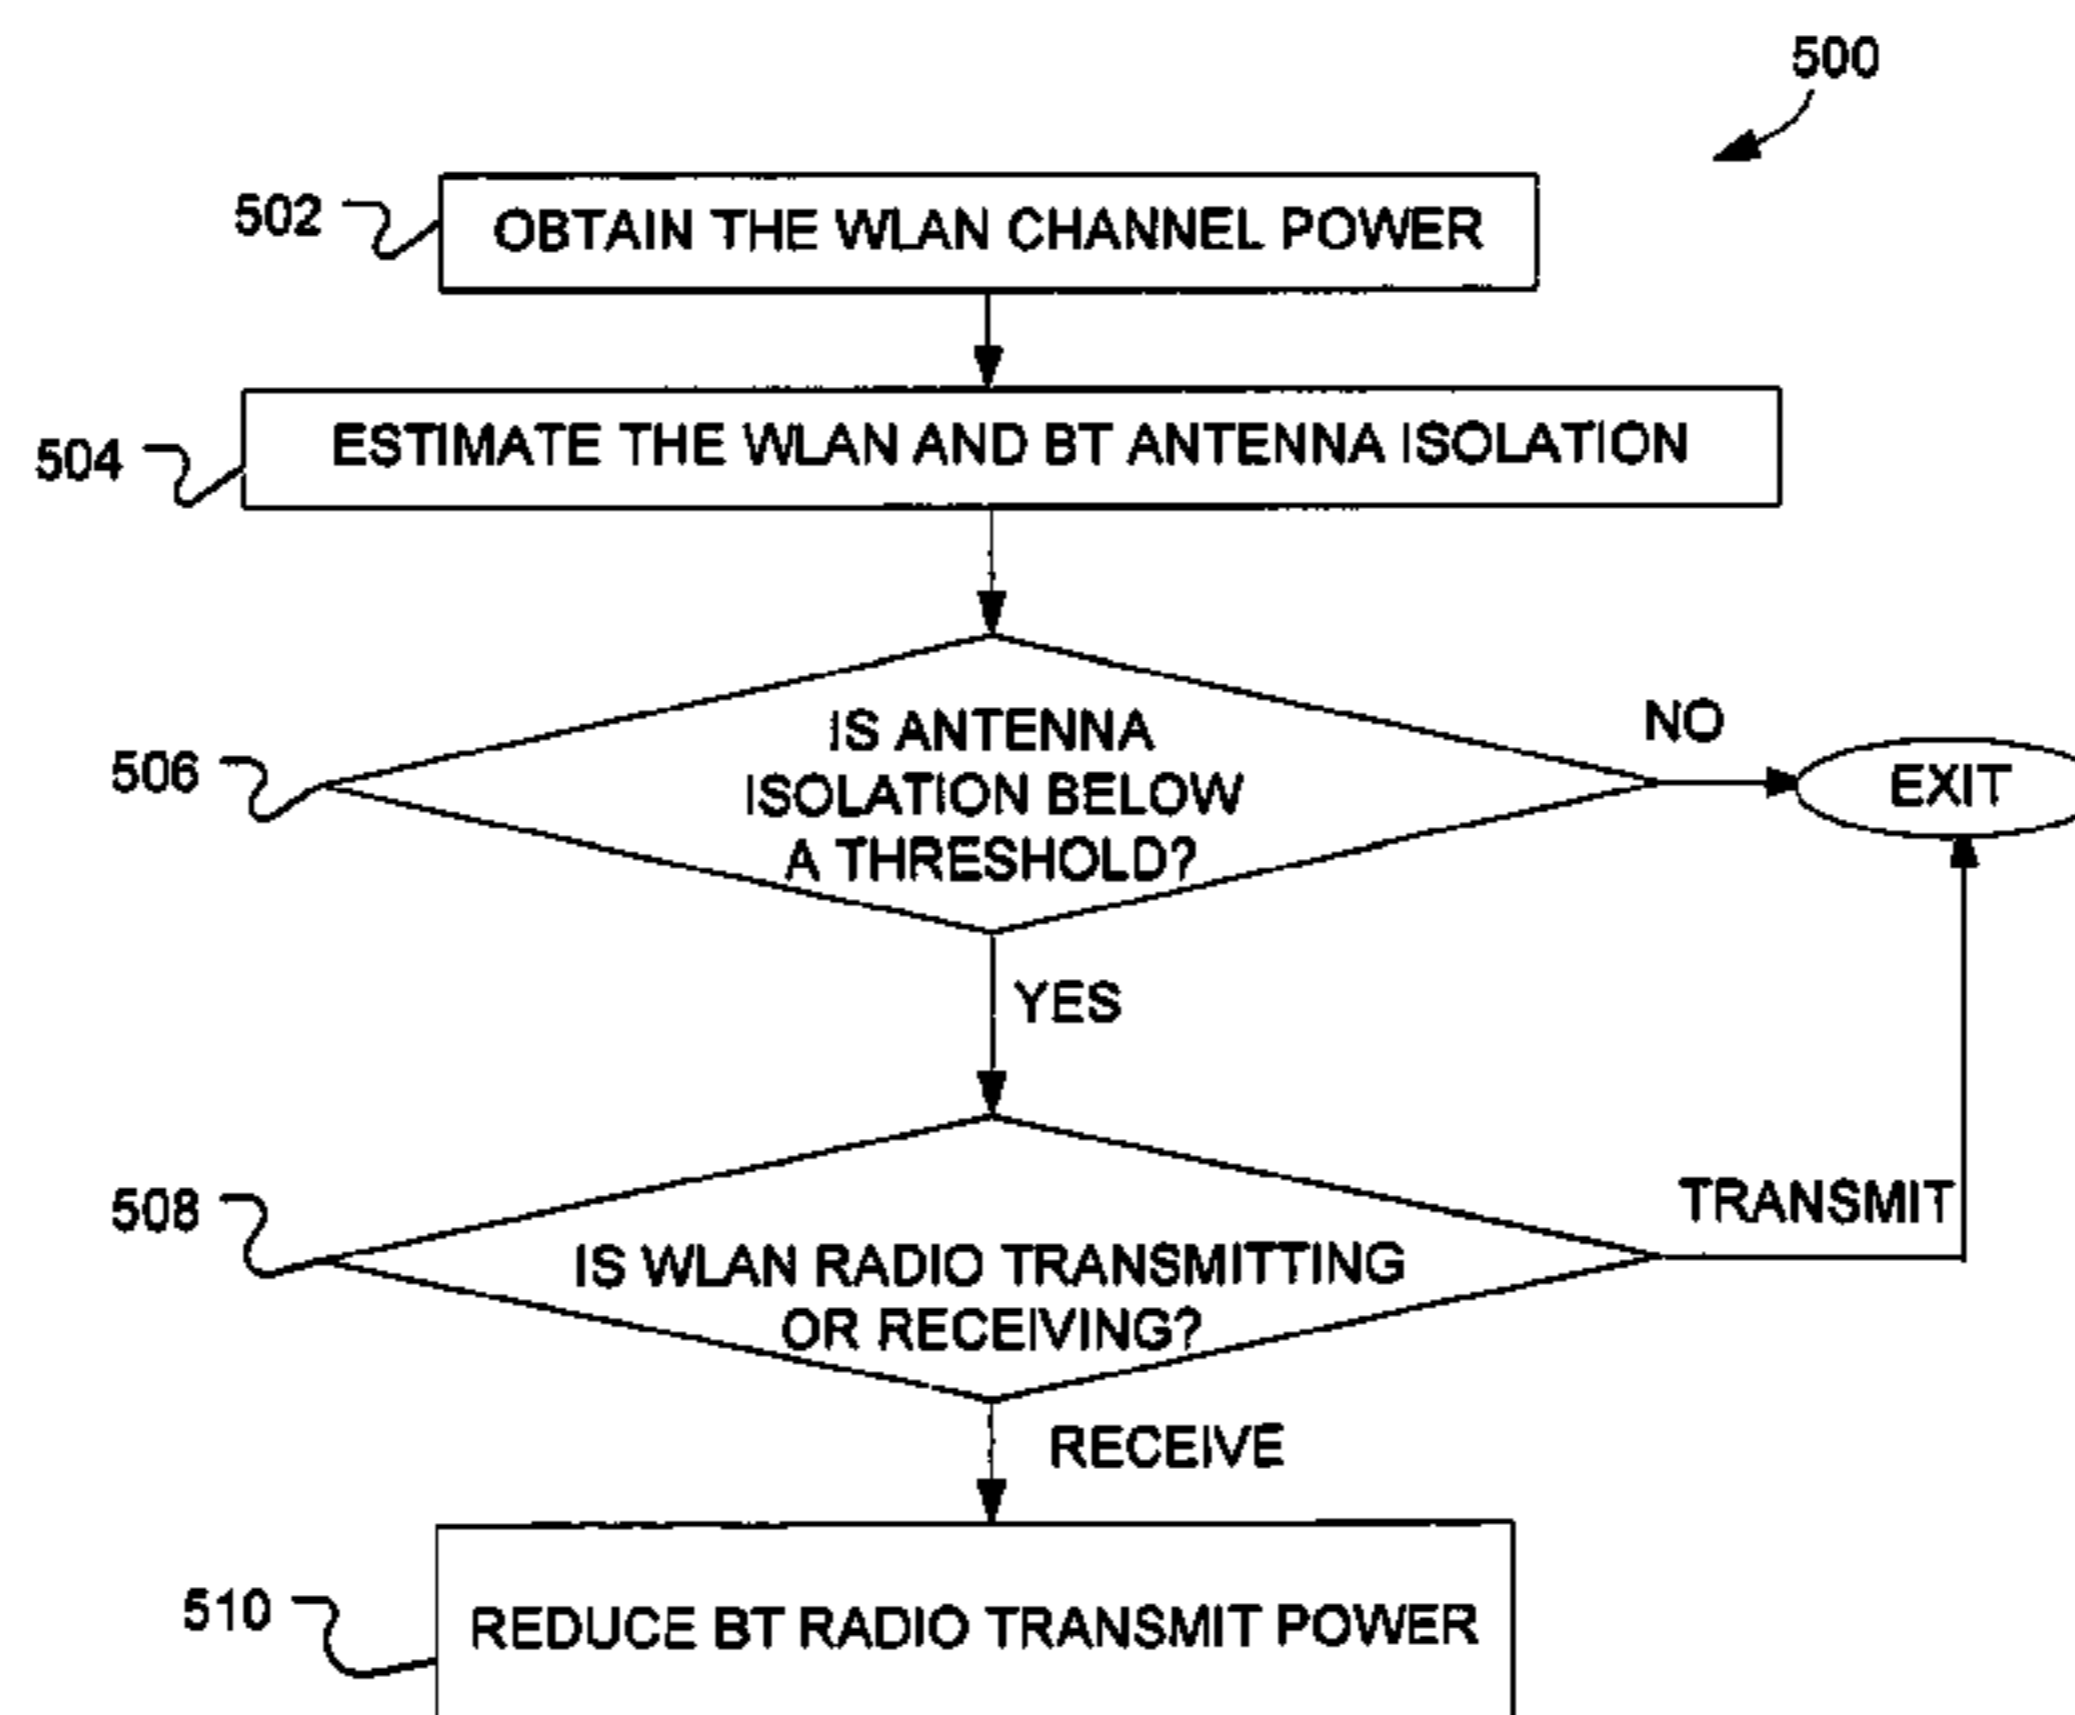 500
502
OBTAIN THE WLAN CHANNEL POWER
504
ESTIMATE THE WLAN AND BT ANTENNA ISOLATION
506
IS ANTENNA
ISOLATION BELOW
A THRESHOLD?
NO
EXIT
YES
508
IS WLAN RADIO TRANSMITTING
OR RECEIVING?
TRANSMIT
RECEIVE
510
REDUCE BT RADIO TRANSMIT POWER